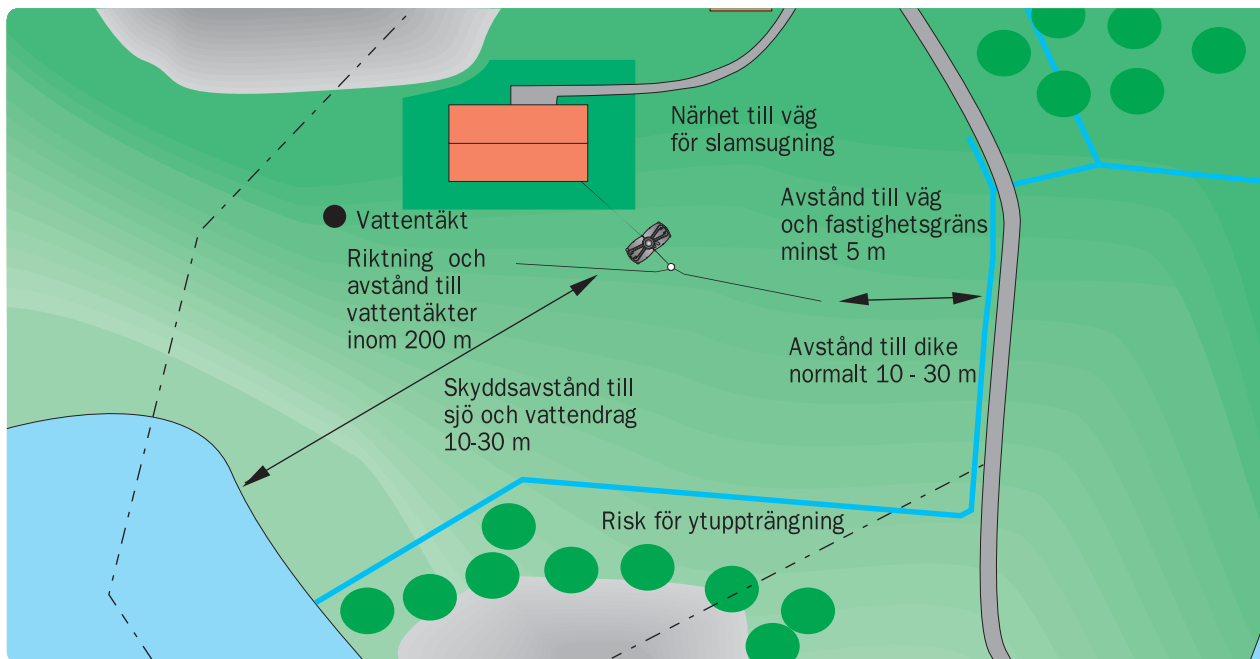 Närhet till väg
för slamsugning
Avstånd till väg
och fastighetsgräns
minst 5 m
Vattentäkt
Riktning och
avstånd till
vattentäkter
inom 200 m
Avstånd till dike
normalt 10 - 30 m
Skyddsavstånd till
sjö och vattendrag
10-30 m
Risk för ytuppträngning